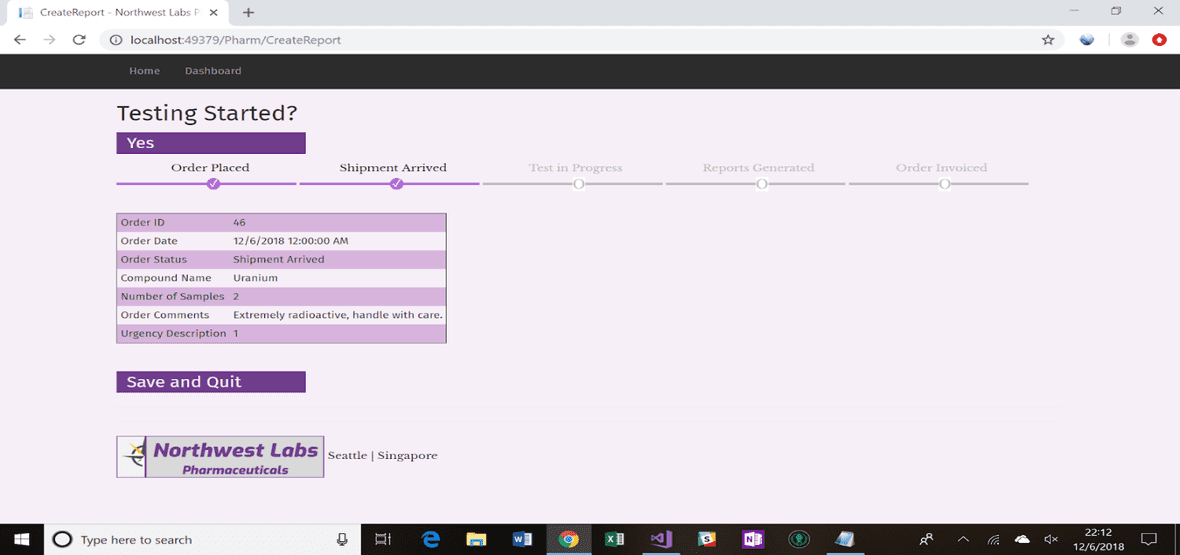 CreateReport - Northwest Labs P
localhost:49379/Pharm/CreateReport
Home Dashboard
Testing Started?
Yes
Order Placed Shipment Arrived Test in Progress Reports Generated Order Invoiced
Order ID 46
Order Date 12/6/2018 12:00:00 AM
Order Status Shipment Arrived
Compound Name Uranium
Number of Samples 2
Order Comments Extremely radioactive, handle with care.
Urgency Description 1
Save and Quit
Northwest Labs
Pharmaceuticals
Seattle | Singapore
Type here to search
22:12
12/6/2018